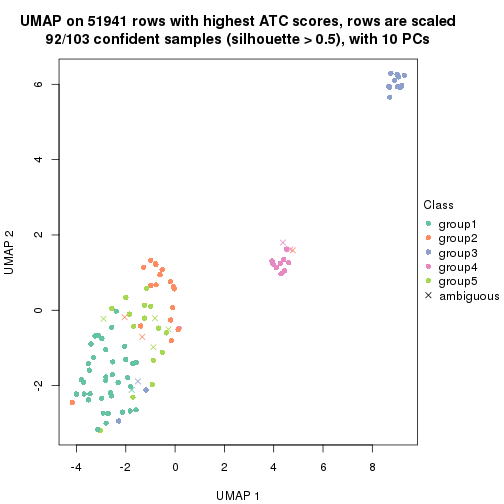 UMAP on 51941 rows with highest ATC scores, rows are scaled
92/103 confident samples (silhouette > 0.5), with 10 PCs
6
4
2
0
-2
UMAP 2
-4
-2
0
2
4
6
8
UMAP 1
Class
group1
group2
group3
group4
group5
ambiguous